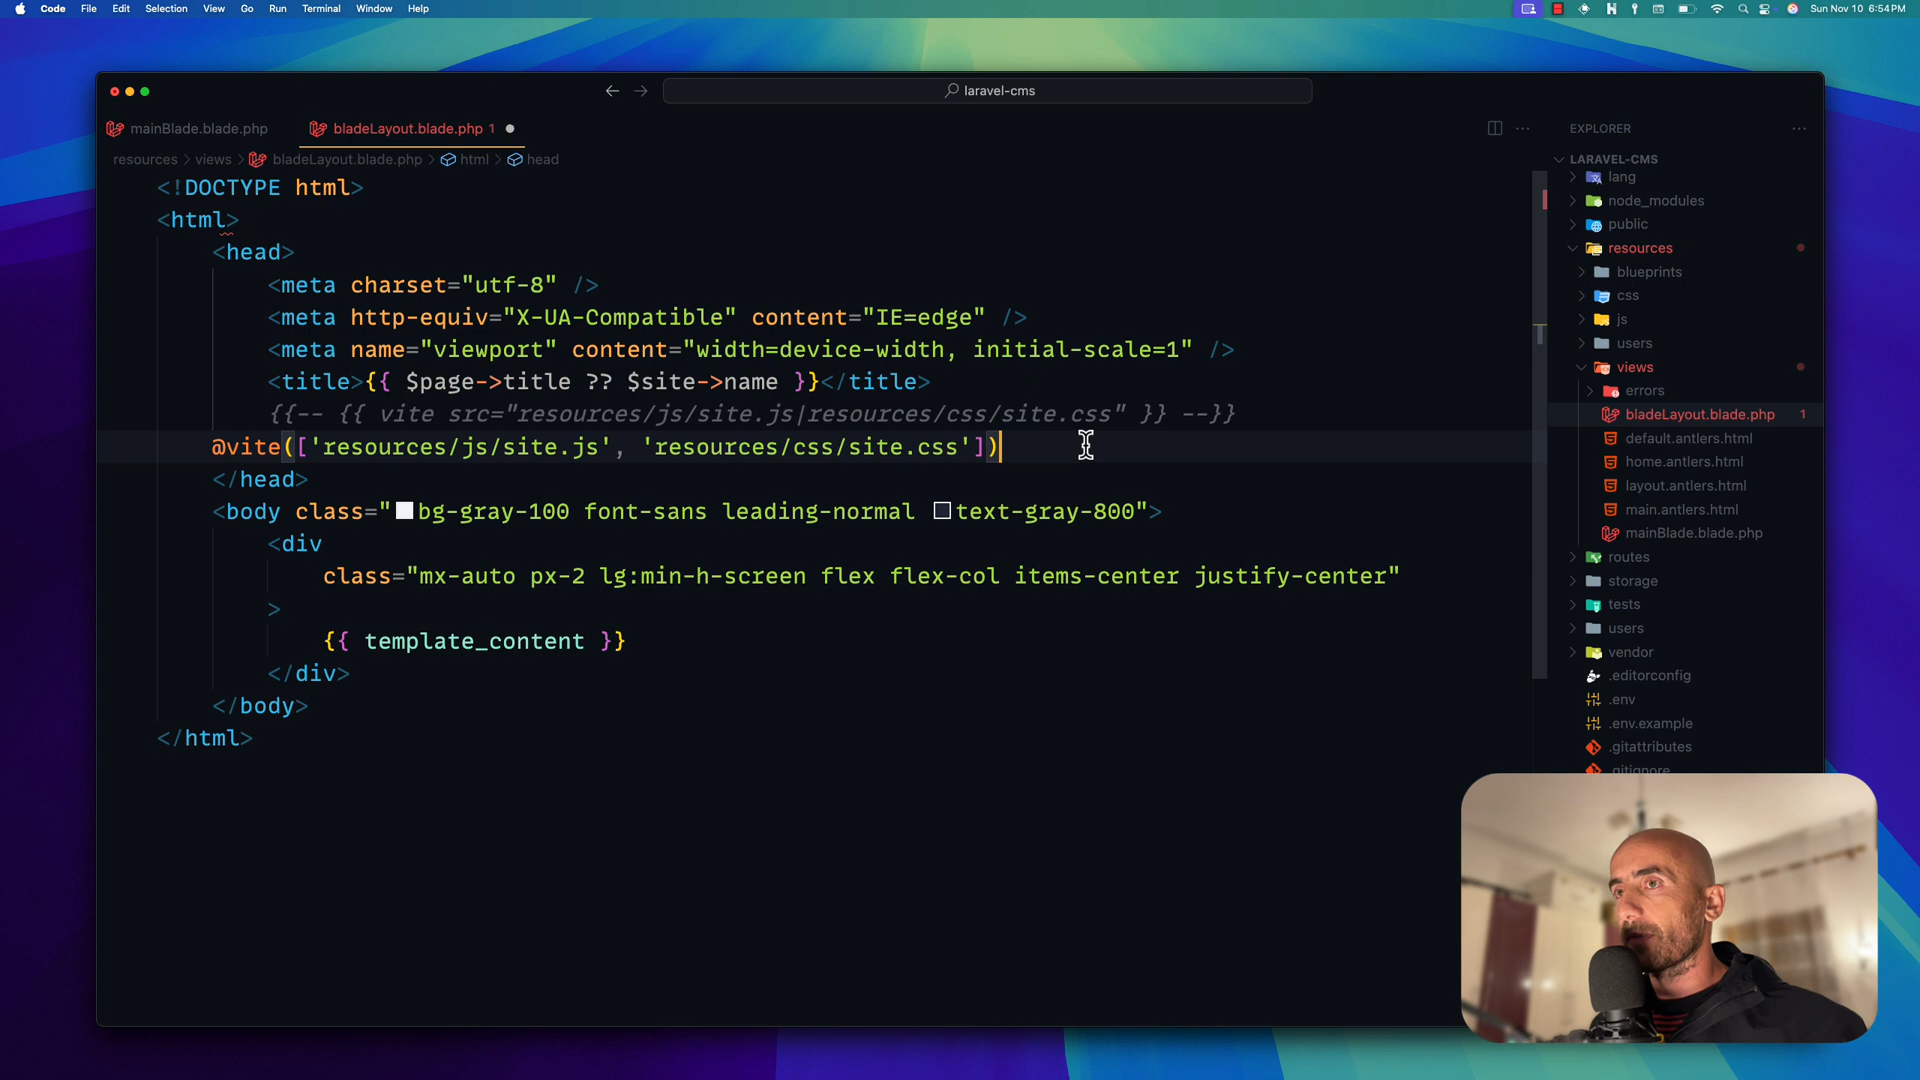 Code File Edit Selection View Go Run Terminal Window Help Sun Nov 10 6:54 PM
laravel-cms
mainBlade.blade.php bladeLayout.blade.php 1
resources > views > bladeLayout.blade.php > html > head
<!DOCTYPE html>
<html>
<head>
<meta charset="utf-8" />
<meta http-equiv="X-UA-Compatible" content="IE=edge" />
<meta name="viewport" content="width=device-width, initial-scale=1" />
<title>{{ $page->title ?? $site->name }}</title>
{{-- {{ vite src="resources/js/site.js|resources/css/site.css" }} --}}
@vite(['resources/js/site.js', 'resources/css/site.css'])
</head>
<body class="bg-gray-100 font-sans leading-normal text-gray-800">
<div
class="mx-auto px-2 lg:min-h-screen flex flex-col items-center justify-center"
>
{{ template_content }}
</div>
</body>
</html>
EXPLORER
LARAVEL-CMS
lang
node_modules
public
resources
blueprints
css
js
users
views
errors
bladeLayout.blade.php 1
default.antlers.html
home.antlers.html
layout.antlers.html
main.antlers.html
mainBlade.blade.php
routes
storage
tests
users
vendor
.editorconfig
.env
.env.example
.gitattributes
.gitignore